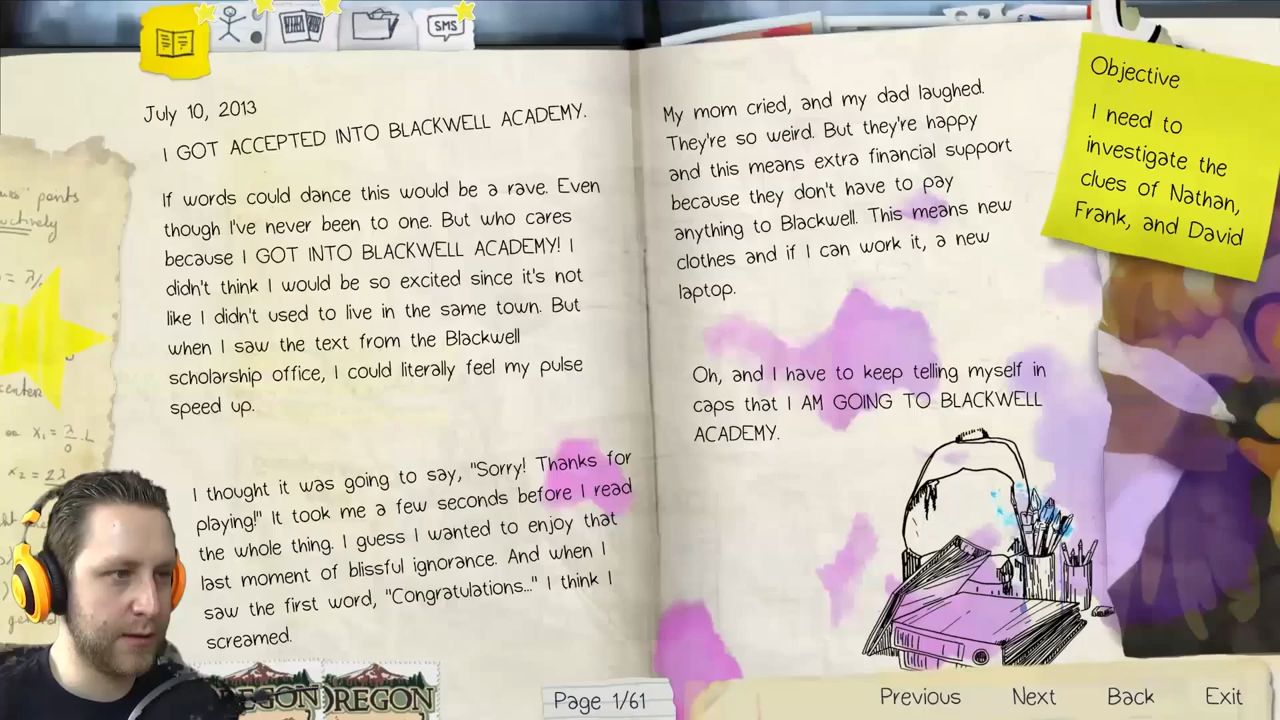 SMS
July 10, 2013
I GOT ACCEPTED INTO BLACKWELL ACADEMY.
If words could dance this would be a rave. Even
though I've never been to one. But who cares
because I GOT INTO BLACKWELL ACADEMY! I
didn't think I would be so excited since it's not
like I didn't used to live in the same town. But
when I saw the text from the Blackwell
scholarship office, I could literally feel my pulse
speed up.
I thought it was going to say, "Sorry! Thanks for
playing!" It took me a few seconds before I read
the whole thing. I guess I wanted to enjoy that
last moment of blissful ignorance. And when I
saw the first word, "Congratulations..." I think I
screamed.
My mom cried, and my dad laughed.
They're so weird. But they're happy
and this means extra financial support
because they don't have to pay
anything to Blackwell. This means new
clothes and if I can work it, a new
laptop.
Oh, and I have to keep telling myself in
caps that I AM GOING TO BLACKWELL
ACADEMY.
Objective
I need to
investigate the
clues of Nathan,
Frank, and David
points
OREGON
Page 1/61
Previous
Next
Back
Exit